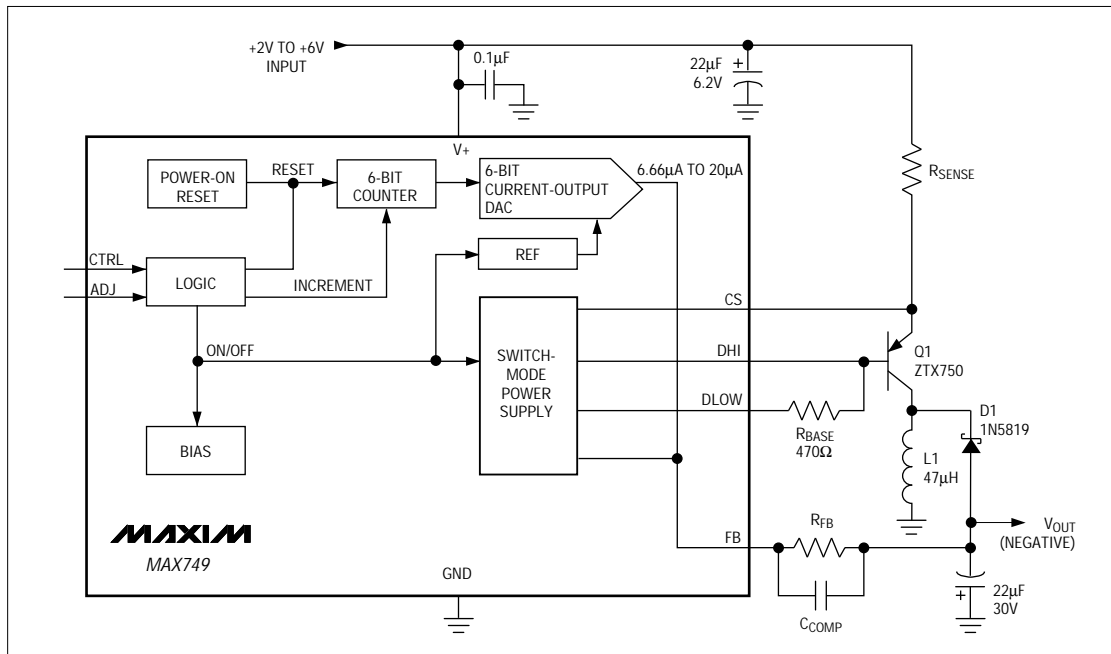 +2V TO +6V
INPUT
0.1µF
22µF
6.2V
+
RSENSE
V+
POWER-ON
RESET
RESET
6-BIT
COUNTER
6-BIT
CURRENT-OUTPUT
DAC
6.66µA TO 20µA
CTRL
ADJ
LOGIC
INCREMENT
REF
ON/OFF
BIAS
SWITCH-
MODE
POWER
SUPPLY
CS
DHI
DLOW
RBASE
470Ω
Q1
ZTX750
D1
1N5819
L1
47µH
VOUT
(NEGATIVE)
RFB
FB
CCOMP
22µF
30V
+
MAXIM
MAX749
GND